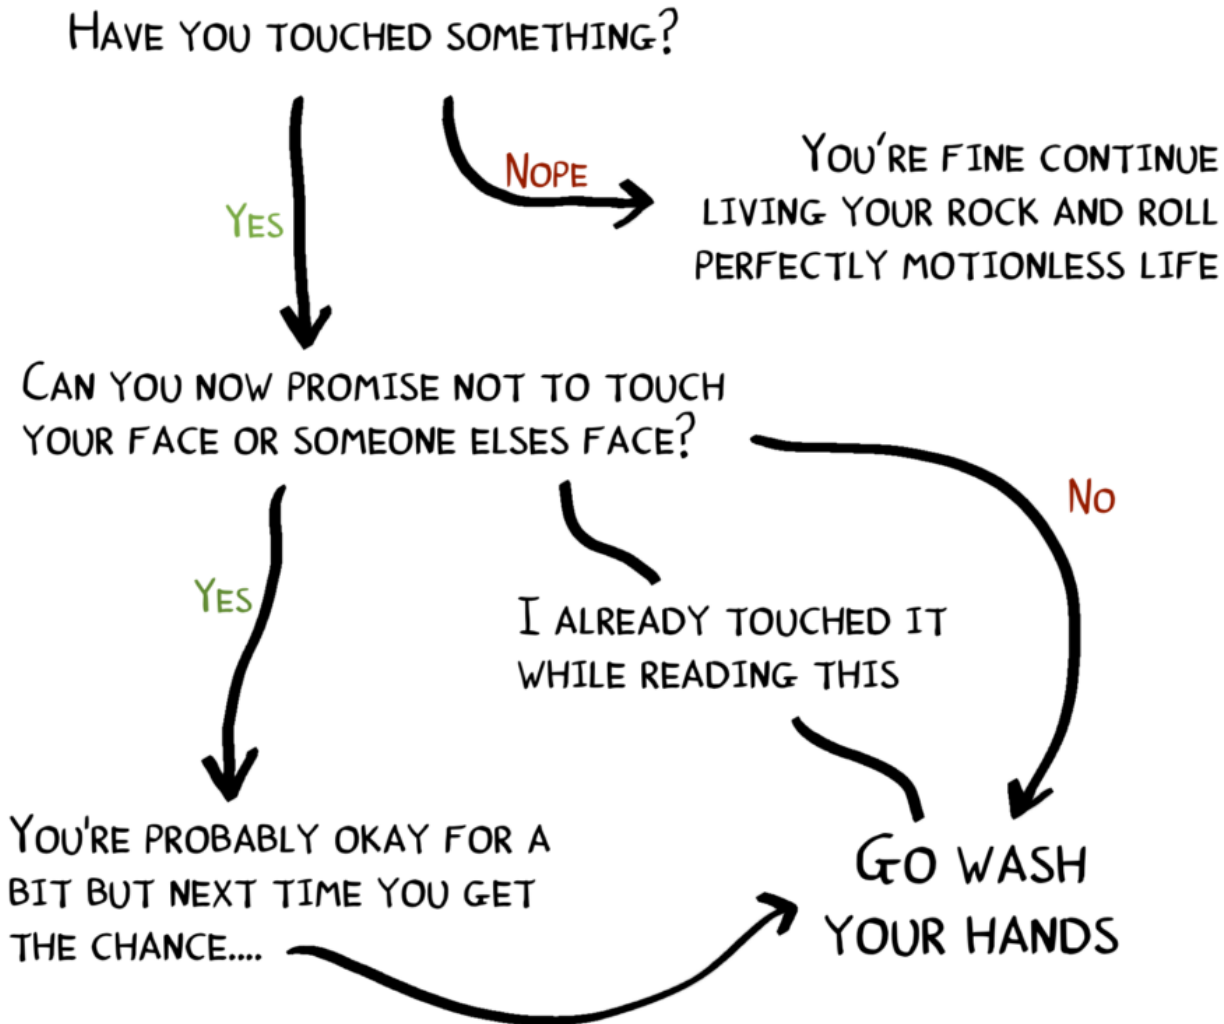 Have you touched something?
Nope
You're fine continue
living your rock and roll
perfectly motionless life
Yes
Can you now promise not to touch
your face or someone elses face?
No
Yes
I already touched it
while reading this
You're probably okay for a
bit but next time you get
the chance....
Go wash
your hands